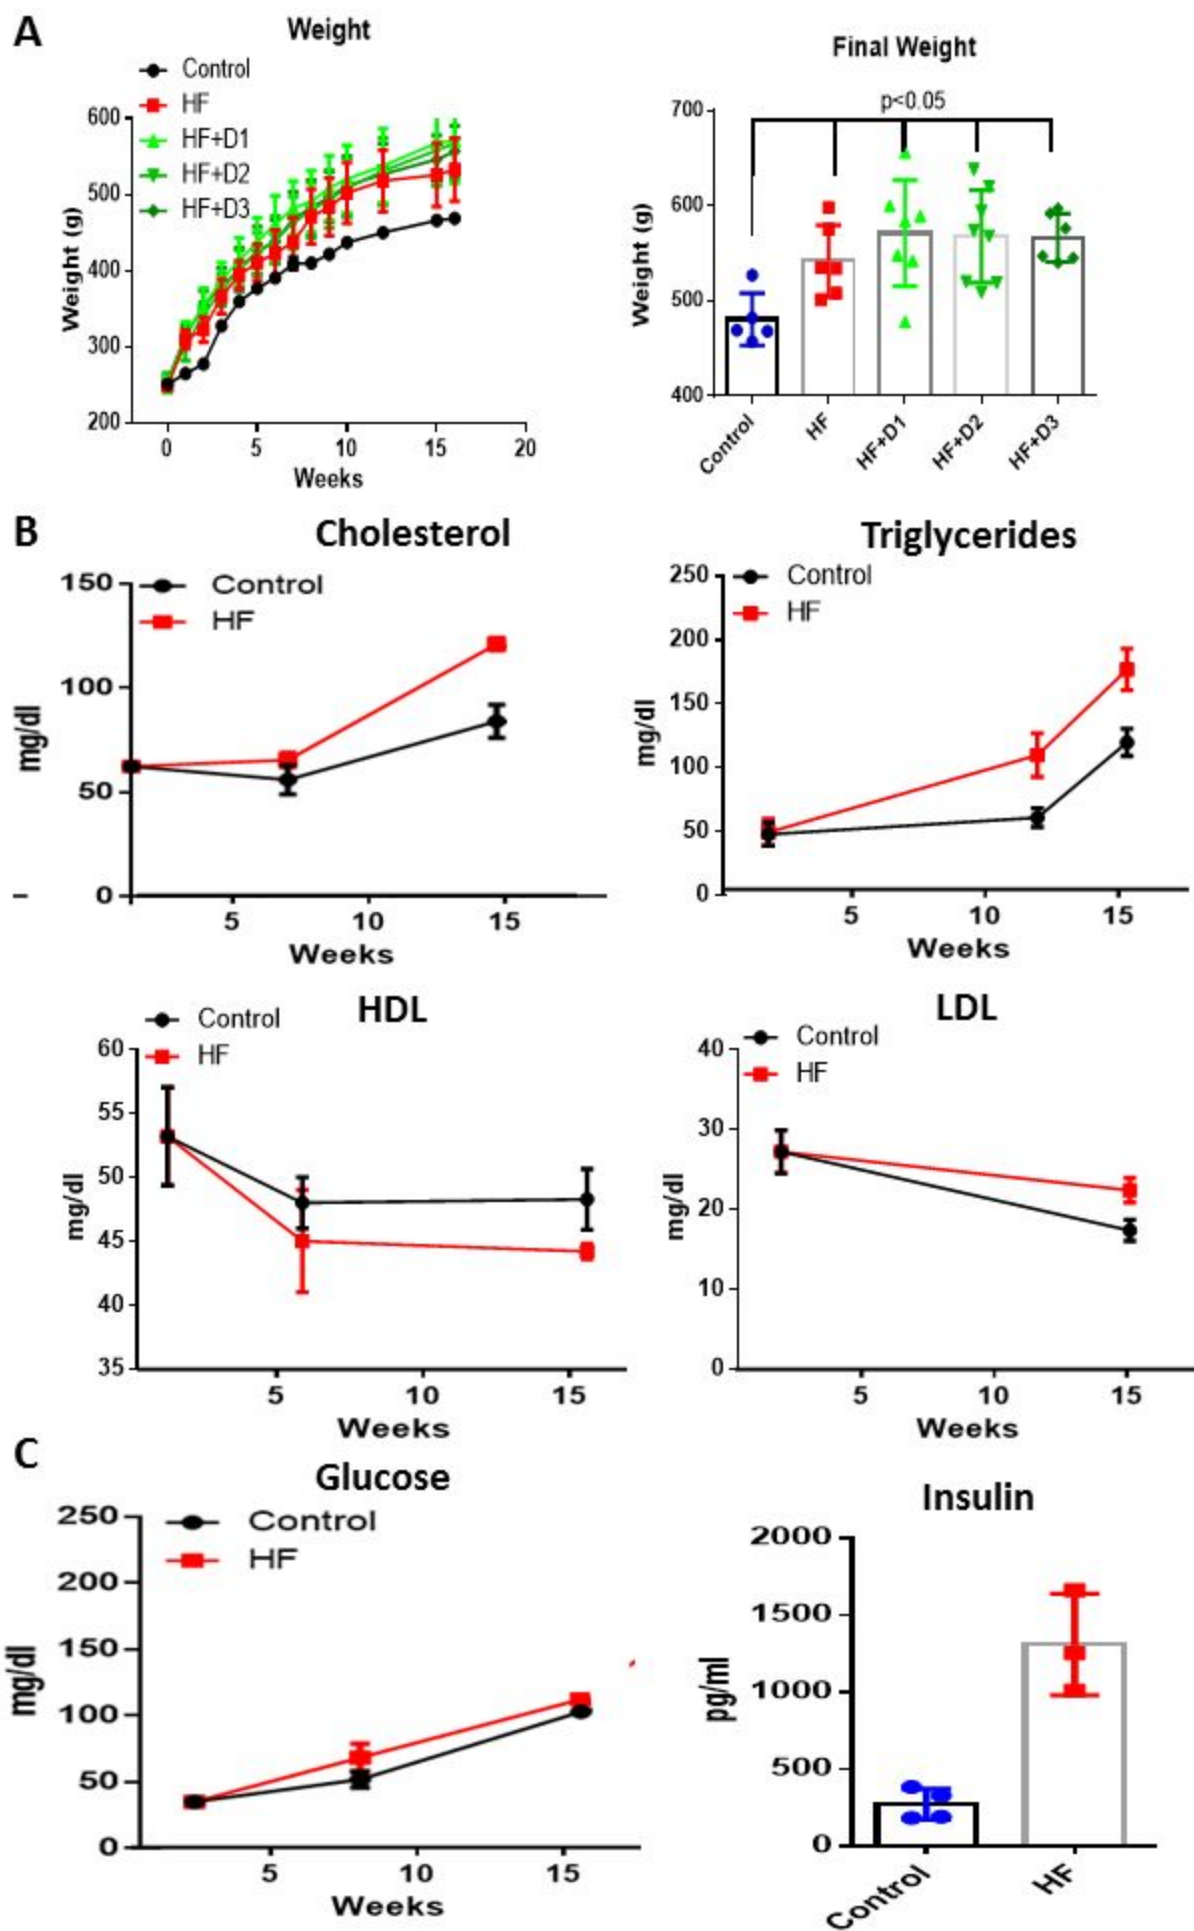 A
Weight
Control
HF
HF+D1
HF+D2
HF+D3
600
500
400
300
200
Weight (g)
0 5 10 15 20
Weeks
Final Weight
p<0.05
700
600
500
400
Weight (g)
Control HF HF+D1 HF+D2 HF+D3
B
Cholesterol
Control
HF
150
100
50
0
mg/dl
5 10 15
Weeks
Triglycerides
Control
HF
250
200
150
100
50
0
mg/dl
5 10 15
Weeks
HDL
Control
HF
60
55
50
45
40
35
mg/dl
5 10 15
Weeks
LDL
Control
HF
40
30
20
10
0
mg/dl
5 10 15
Weeks
C
Glucose
Control
HF
250
200
150
100
50
0
mg/dl
5 10 15
Weeks
Insulin
2000
1500
1000
500
0
pg/ml
Control HF